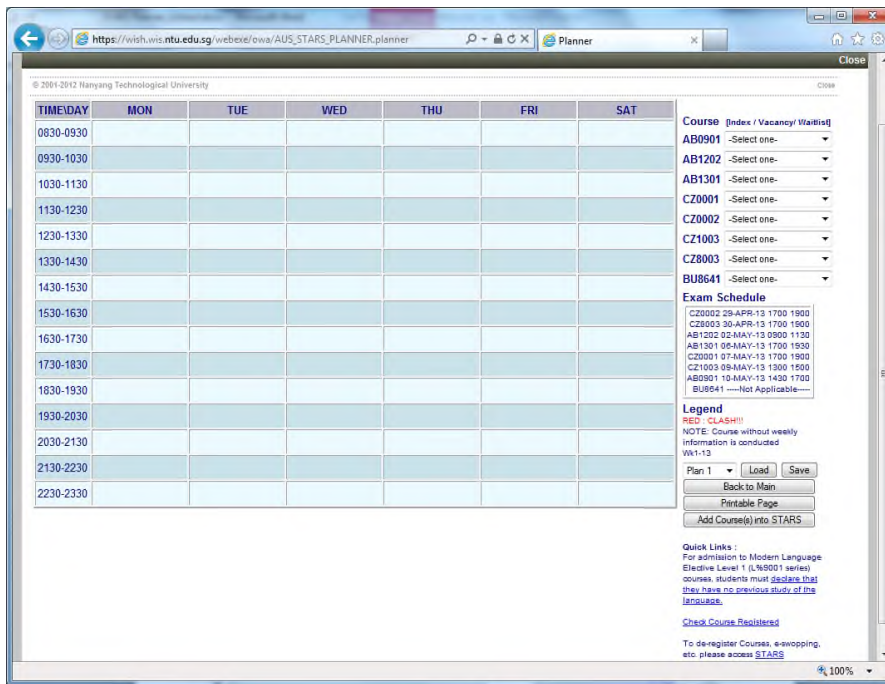 https://wish.wis.ntu.edu.sg/webexe/owa/AUS_STARS_PLANNER.planner
Planner
Close
© 2001-2012 Nanyang Technological University
Close
TIME\DAY MON TUE WED THU FRI SAT
0830-0930
0930-1030
1030-1130
1130-1230
1230-1330
1330-1430
1430-1530
1530-1630
1630-1730
1730-1830
1830-1930
1930-2030
2030-2130
2130-2230
2230-2330
Course [Index / Vacancy/ Waitlist]
AB0901 -Select one-
AB1202 -Select one-
AB1301 -Select one-
CZ0001 -Select one-
CZ0002 -Select one-
CZ1003 -Select one-
CZ8003 -Select one-
BU8641 -Select one-
Exam Schedule
CZ0002 29-APR-13 1700 1900
CZ8003 30-APR-13 1700 1900
AB1202 02-MAY-13 0900 1130
AB1301 06-MAY-13 1700 1930
CZ0001 07-MAY-13 1700 1900
CZ1003 09-MAY-13 1300 1500
AB0901 10-MAY-13 1430 1700
BU8641 -----Not Applicable-----
Legend
RED : CLASH!!!
NOTE: Course without weekly
information is conducted
Wk1-13
Plan 1 Load Save
Back to Main
Printable Page
Add Course(s) into STARS
Quick Links :
For admission to Modern Language
Elective Level 1 (L%9001 series)
courses, students must declare that
they have no previous study of the
language.
Check Course Registered
To de-register Courses, e-swopping,
etc. please access STARS
100%